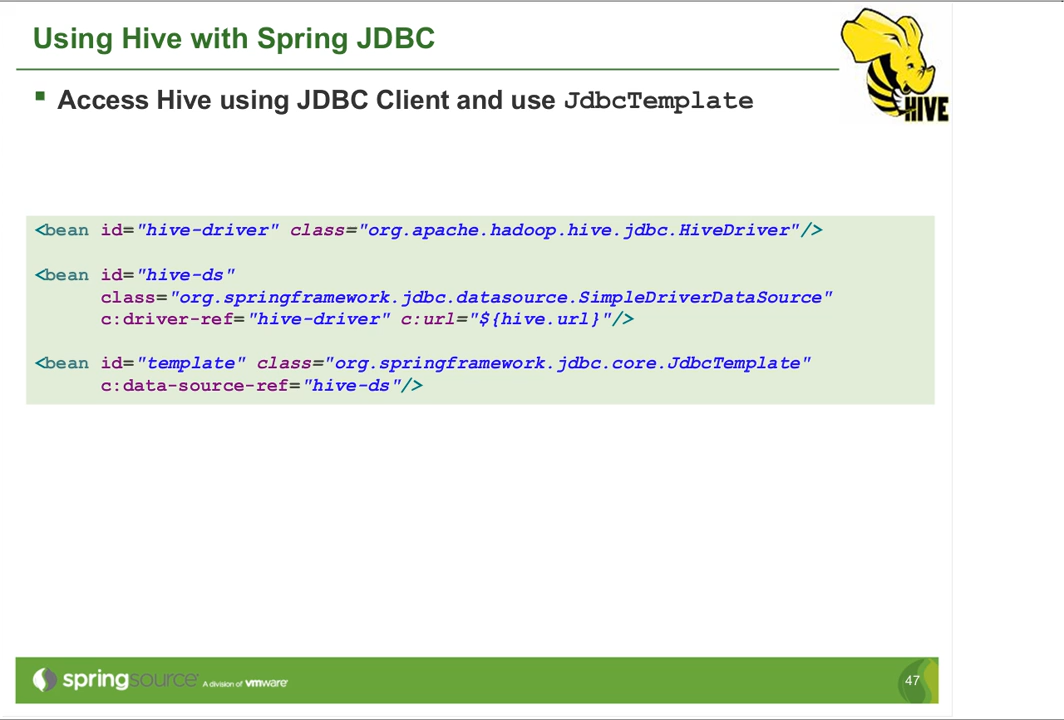 Using Hive with Spring JDBC
HIVE
▪ Access Hive using JDBC Client and use JdbcTemplate
<bean id="hive-driver" class="org.apache.hadoop.hive.jdbc.HiveDriver"/>
<bean id="hive-ds"
class="org.springframework.jdbc.datasource.SimpleDriverDataSource"
c:driver-ref="hive-driver" c:url="${hive.url}"/>
<bean id="template" class="org.springframework.jdbc.core.JdbcTemplate"
c:data-source-ref="hive-ds"/>
springsource A division of vmware
47